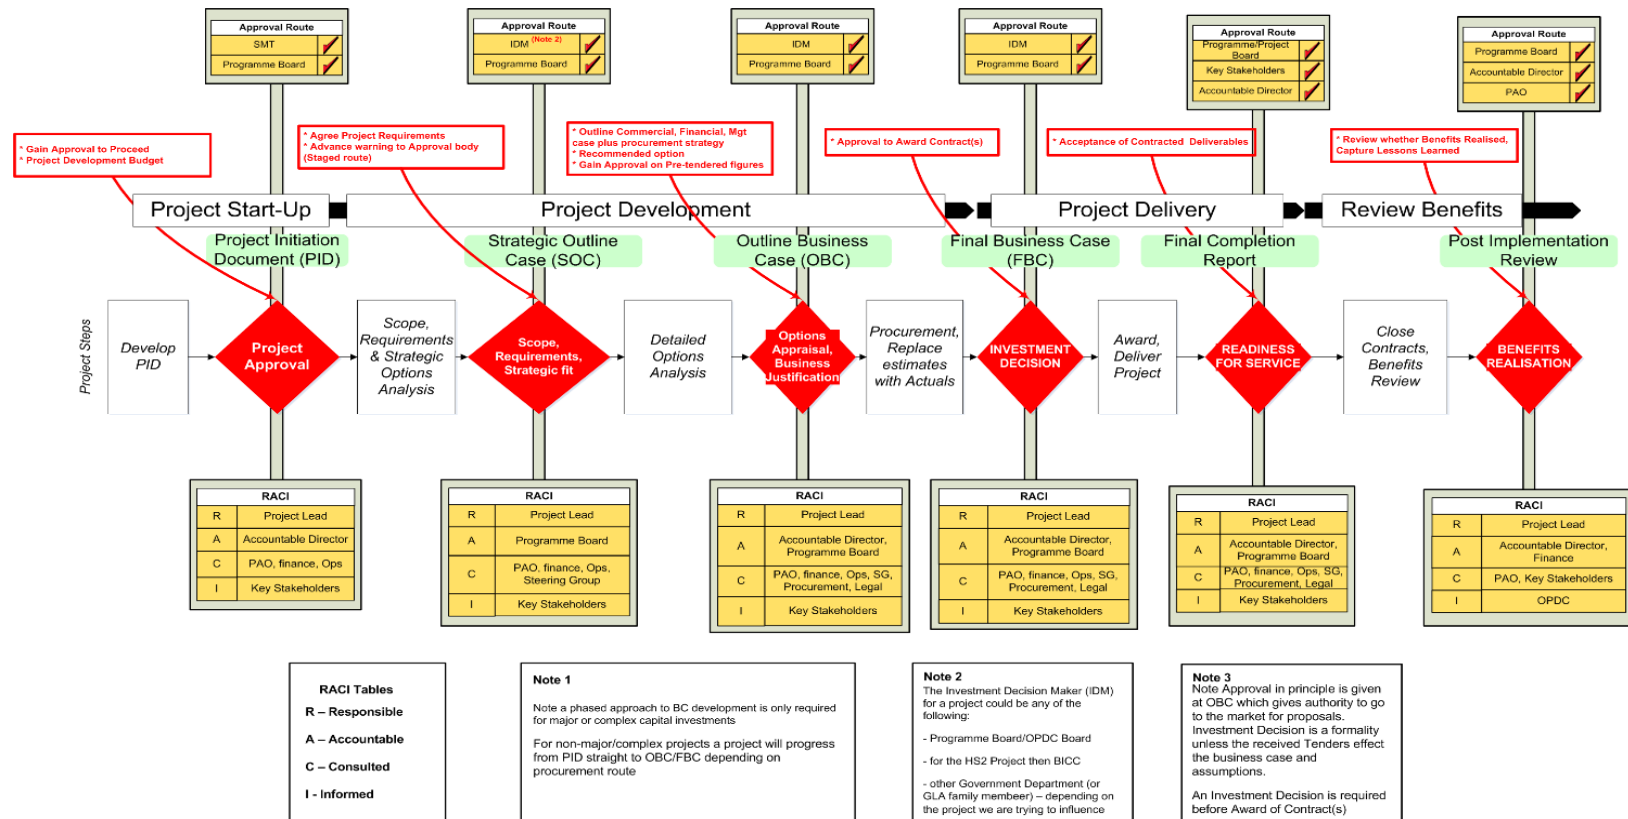 Approval Route
SMT
Programme Board
Approval Route
IDM (Note 2)
Programme Board
Approval Route
IDM
Programme Board
Approval Route
IDM
Programme Board
Approval Route
Programme/Project
Board
Key Stakeholders
Accountable Director
Approval Route
Programme Board
Accountable Director
PAO
* Gain Approval to Proceed
* Project Development Budget
* Agree Project Requirements
* Advance warning to Approval body
(Staged route)
* Outline Commercial, Financial, Mgt
case plus procurement strategy
* Recommended option
* Gain Approval on Pre-tendered figures
* Approval to Award Contract(s)
* Acceptance of Contracted Deliverables
* Review whether Benefits Realised,
Capture Lessons Learned
Project Start-Up
Project Development
Project Delivery
Review Benefits
Project Initiation
Document (PID)
Strategic Outline
Case (SOC)
Outline Business
Case (OBC)
Final Business Case
(FBC)
Final Completion
Report
Post Implementation
Review
Project Steps
Develop
PID
Project
Approval
Scope,
Requirements
& Strategic
Options
Analysis
Scope,
Requirements,
Strategic fit
Detailed
Options
Analysis
Options
Appraisal,
Business
Justification
Procurement,
Replace
estimates
with Actuals
INVESTMENT
DECISION
Award,
Deliver
Project
READINESS
FOR SERVICE
Close
Contracts,
Benefits
Review
BENEFITS
REALISATION
RACI
R Project Lead
A Accountable Director
C PAO, finance, Ops
I Key Stakeholders
RACI
R Project Lead
A Programme Board
C PAO, finance, Ops,
Steering Group
I Key Stakeholders
RACI
R Project Lead
A Accountable Director,
Programme Board
C PAO, finance, Ops, SG,
Procurement, Legal
I Key Stakeholders
RACI
R Project Lead
A Accountable Director,
Programme Board
C PAO, finance, Ops, SG,
Procurement, Legal
I Key Stakeholders
RACI
R Project Lead
A Accountable Director,
Programme Board
C PAO, finance, Ops, SG,
Procurement, Legal
I Key Stakeholders
RACI
R Project Lead
A Accountable Director,
Finance
C PAO, Key Stakeholders
I OPDC
RACI Tables
R – Responsible
A – Accountable
C – Consulted
I - Informed
Note 1
Note a phased approach to BC development is only required
for major or complex capital investments
For non-major/complex projects a project will progress
from PID straight to OBC/FBC depending on
procurement route
Note 2
The Investment Decision Maker (IDM)
for a project could be any of the
following:
- Programme Board/OPDC Board
- for the HS2 Project then BICC
- other Government Department (or
GLA family membeer) – depending on
the project we are trying to influence
Note 3
Note Approval in principle is given
at OBC which gives authority to go
to the market for proposals.
Investment Decision is a formality
unless the received Tenders effect
the business case and
assumptions.
An Investment Decision is required
before Award of Contract(s)